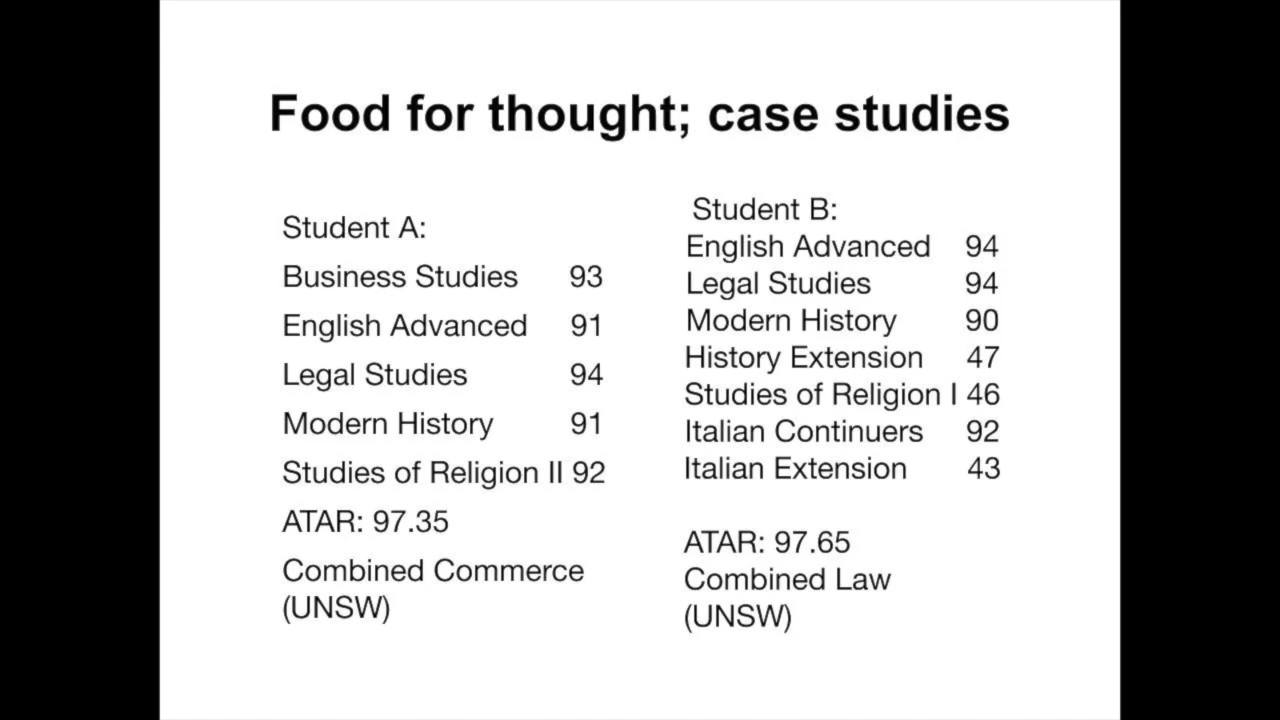 Food for thought; case studies
Student A:
Business Studies 93
English Advanced 91
Legal Studies 94
Modern History 91
Studies of Religion II 92
ATAR: 97.35
Combined Commerce
(UNSW)
Student B:
English Advanced 94
Legal Studies 94
Modern History 90
History Extension 47
Studies of Religion I 46
Italian Continuers 92
Italian Extension 43
ATAR: 97.65
Combined Law
(UNSW)